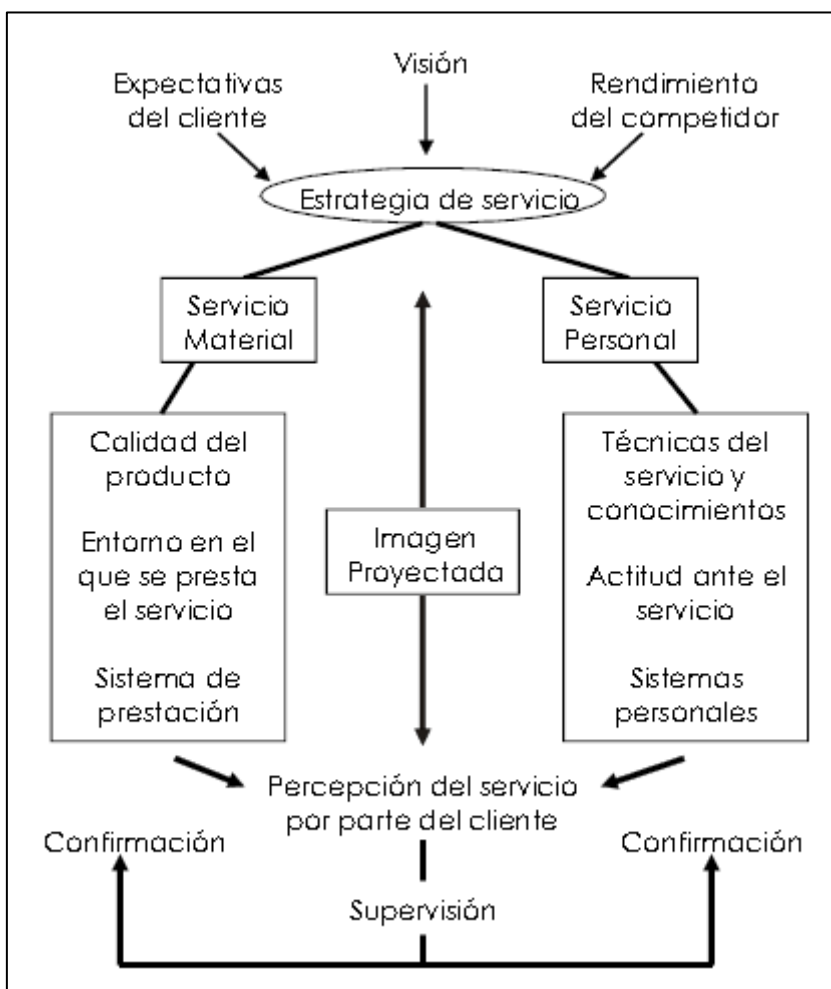 Visión
Expectativas
del cliente
Rendimiento
del competidor
Estrategia de servicio
Servicio
Material
Servicio
Personal
Calidad del
producto
Entorno en el
que se presta
el servicio
Sistema de
prestación
Imagen
Proyectada
Técnicas del
servicio y
conocimientos
Actitud ante el
servicio
Sistemas
personales
Percepción del servicio
por parte del cliente
Confirmación
Confirmación
Supervisión